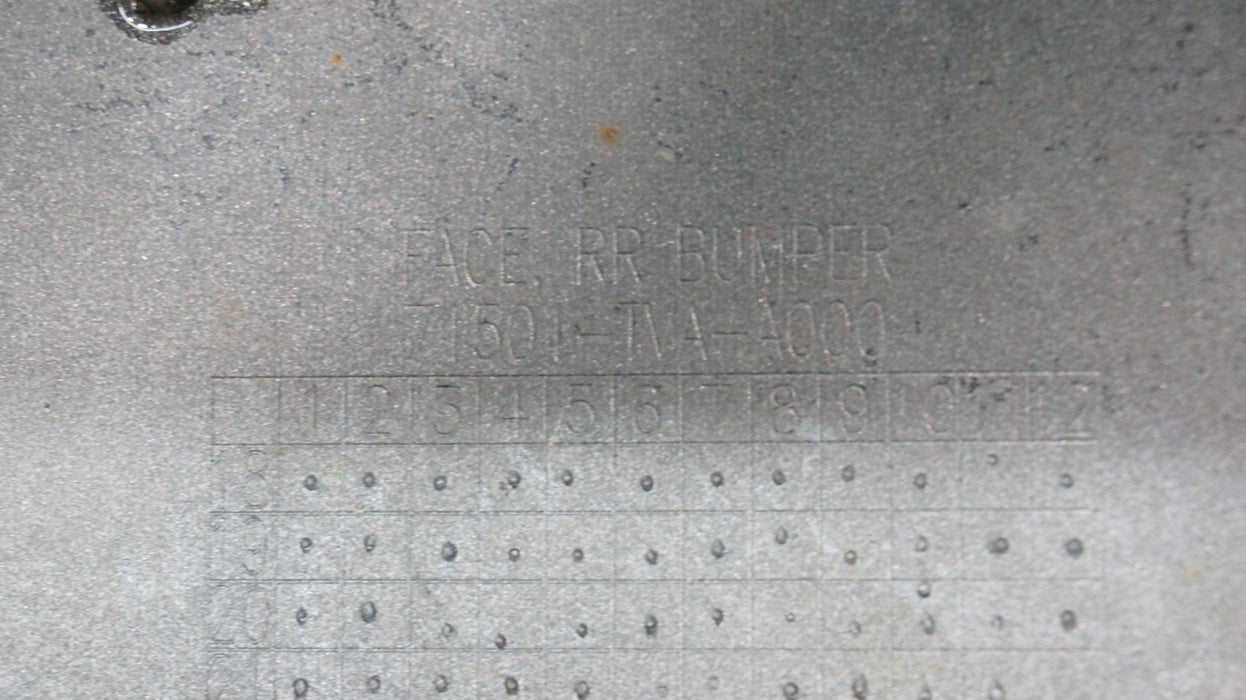 FACE, RR BUMPER
71501-TVA-A000
1 2 3 4 5 6 7 8 9 10 11 12